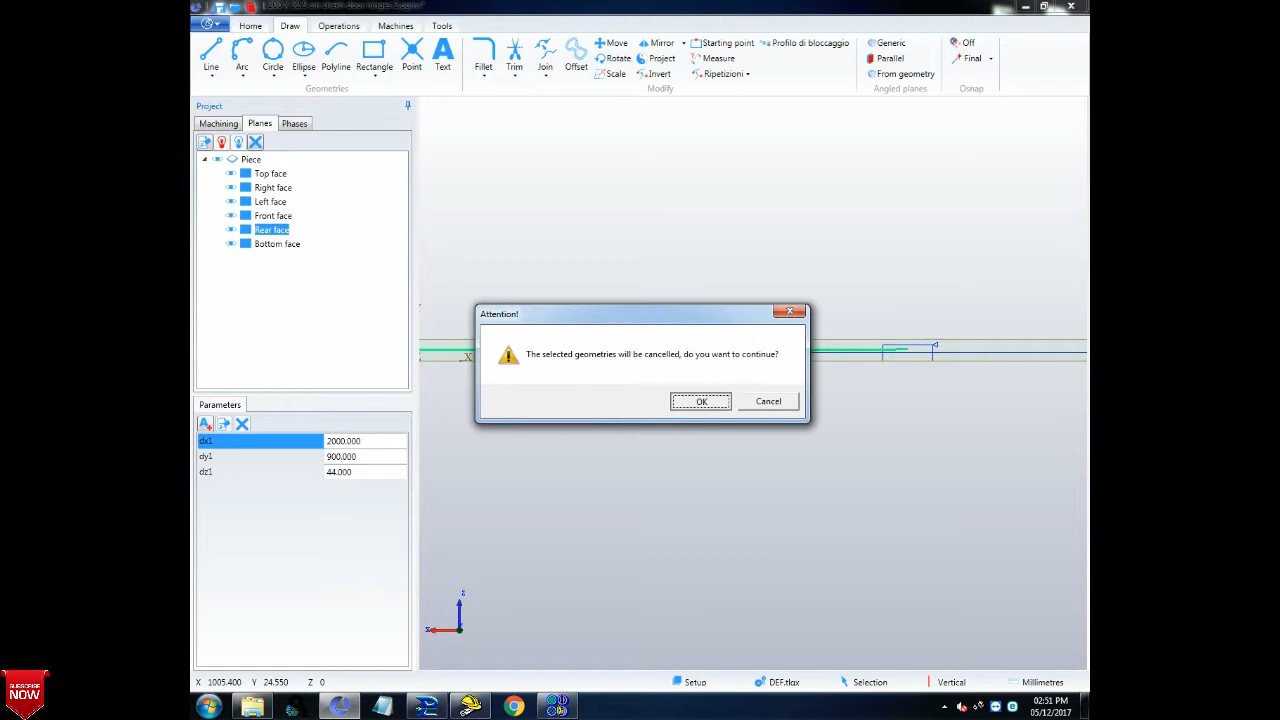 Home Draw Operations Machines Tools
Line Arc Circle Ellipse Polyline Rectangle Point Text
Geometries
Fillet Trim Join Offset
Move Mirror Starting point Profilo di bloccaggio
Rotate Project Measure
Scale Invert Ripetizioni
Modify
Generic
Parallel
From geometry
Angled planes
Off
Final
Osnap
Project
Machining Planes Phases
Piece
Top face
Right face
Left face
Front face
Rear face
Bottom face
Attention!
The selected geometries will be cancelled, do you want to continue?
OK Cancel
X
Parameters
dx1 2000.000
dy1 900.000
dz1 44.000
z
X 1005.400 Y 24.550 Z 0
Setup DEF.tlgx Selection Vertical Millimetres
SUBSCRIBE
NOW
02:51 PM
05/12/2017